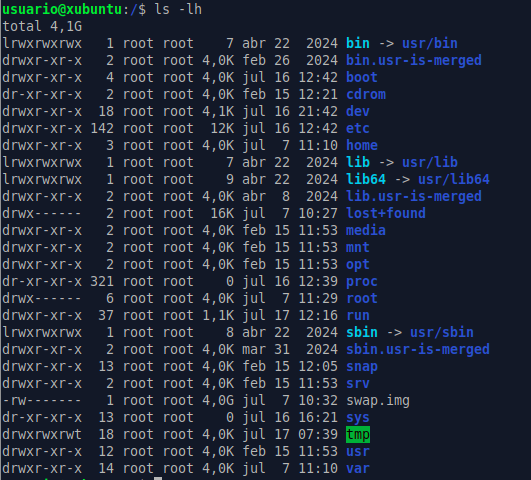 usuario@xubuntu:/$ ls -lh
total 4,1G
lrwxrwxrwx   1 root root    7 abr 22  2024 bin -> usr/bin
drwxr-xr-x   2 root root 4,0K feb 26  2024 bin.usr-is-merged
drwxr-xr-x   4 root root 4,0K jul 16 12:42 boot
dr-xr-xr-x   2 root root 4,0K feb 15 12:21 cdrom
drwxr-xr-x  18 root root 4,1K jul 16 21:42 dev
drwxr-xr-x 142 root root  12K jul 16 12:42 etc
drwxr-xr-x   3 root root 4,0K jul  7 11:10 home
lrwxrwxrwx   1 root root    7 abr 22  2024 lib -> usr/lib
lrwxrwxrwx   1 root root    9 abr 22  2024 lib64 -> usr/lib64
drwxr-xr-x   2 root root 4,0K abr  8  2024 lib.usr-is-merged
drwx------   2 root root  16K jul  7 10:27 lost+found
drwxr-xr-x   2 root root 4,0K feb 15 11:53 media
drwxr-xr-x   2 root root 4,0K feb 15 11:53 mnt
drwxr-xr-x   2 root root 4,0K feb 15 11:53 opt
dr-xr-xr-x 321 root root    0 jul 16 12:39 proc
drwx------   6 root root 4,0K jul  7 11:29 root
drwxr-xr-x  37 root root 1,1K jul 17 12:16 run
lrwxrwxrwx   1 root root    8 abr 22  2024 sbin -> usr/sbin
drwxr-xr-x   2 root root 4,0K mar 31  2024 sbin.usr-is-merged
drwxr-xr-x  13 root root 4,0K feb 15 12:05 snap
drwxr-xr-x   2 root root 4,0K feb 15 11:53 srv
-rw-------   1 root root 4,0G jul  7 10:32 swap.img
dr-xr-xr-x  13 root root    0 jul 16 16:21 sys
drwxrwxrwt  18 root root 4,0K jul 17 07:39 tmp
drwxr-xr-x  12 root root 4,0K feb 15 11:53 usr
drwxr-xr-x  14 root root 4,0K jul  7 11:10 var